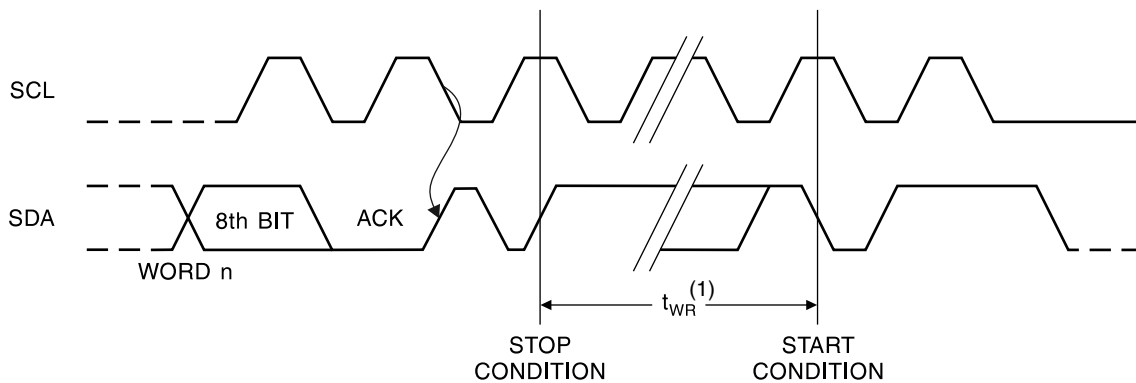 SCL
SDA
8th BIT
ACK
WORD n
tWR(1)
STOP
CONDITION
START
CONDITION